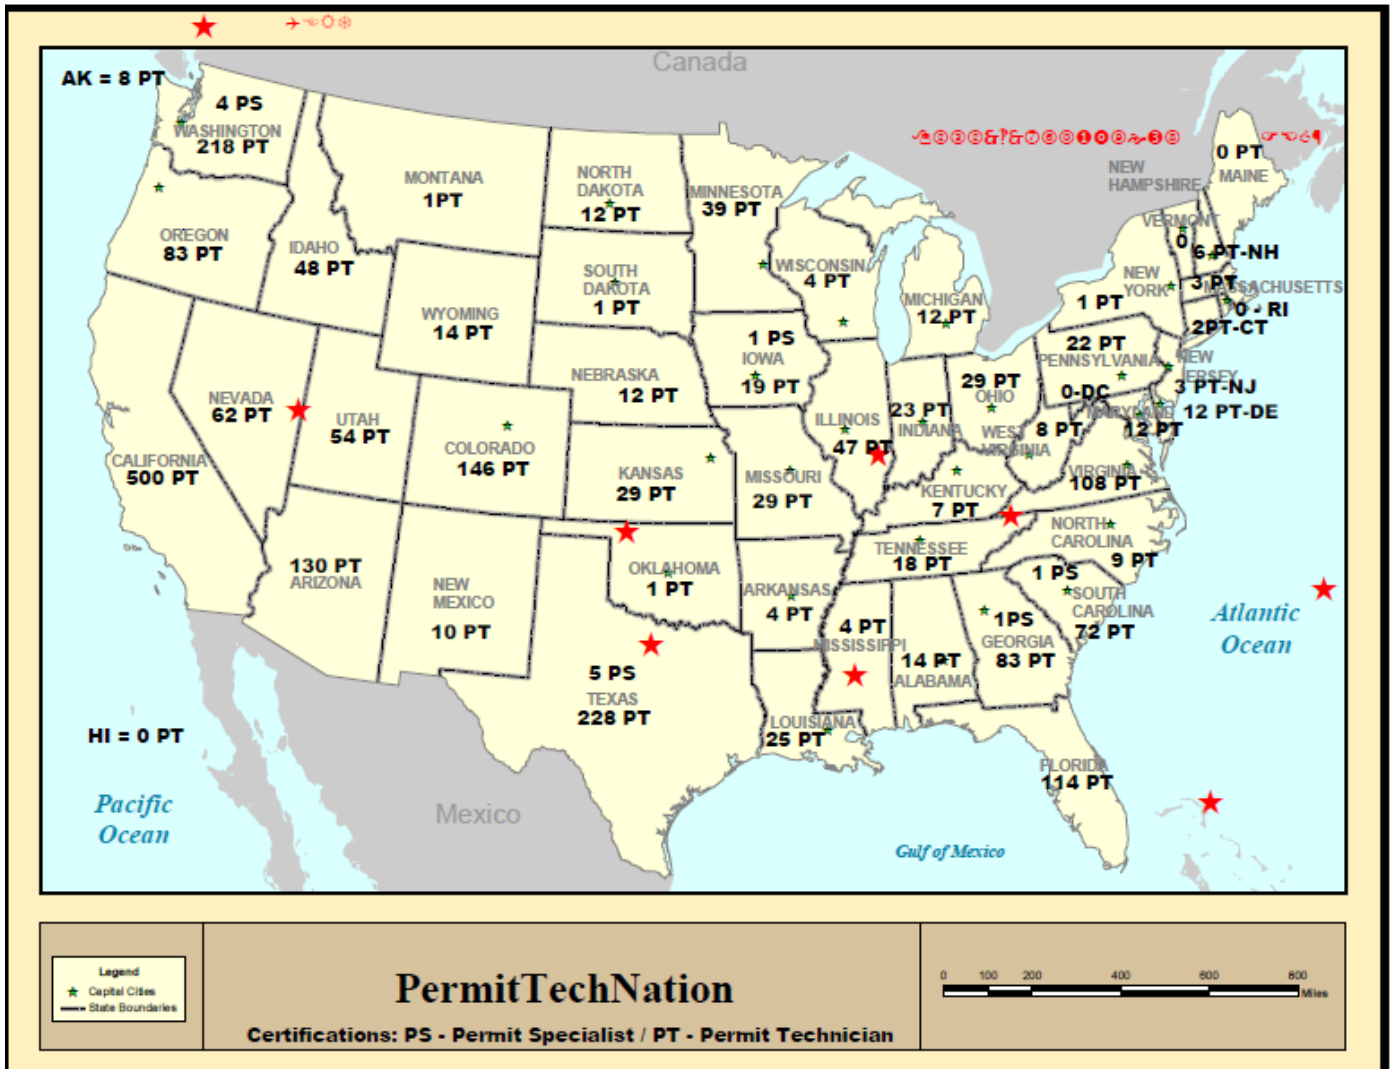 Canada
AK = 8 PT
4 PS
WASHINGTON
218 PT
MONTANA
1PT
NORTH
DAKOTA
12 PT
MINNESOTA
39 PT
0 PT
MAINE
NEW
HAMPSHIRE
VERMONT
0
6 PT-NH
OREGON
83 PT
IDAHO
48 PT
SOUTH
DAKOTA
1 PT
WISCONSIN
4 PT
MICHIGAN
12 PT
NEW
YORK
1 PT
3 PT
MASSACHUSETTS
0 - RI
2PT-CT
WYOMING
14 PT
1 PS
IOWA
19 PT
22 PT
PENNSYLVANIA
NEW
JERSEY
3 PT-NJ
0-DC
MARYLAND
12 PT
12 PT-DE
NEBRASKA
12 PT
NEVADA
62 PT
UTAH
54 PT
COLORADO
146 PT
CALIFORNIA
500 PT
KANSAS
29 PT
MISSOURI
29 PT
ILLINOIS
47 PT
23 PT
INDIANA
29 PT
OHIO
8 PT
WEST
VIRGINIA
VIRGINIA
108 PT
KENTUCKY
7 PT
TENNESSEE
18 PT
NORTH
CAROLINA
9 PT
130 PT
ARIZONA
NEW
MEXICO
10 PT
OKLAHOMA
1 PT
ARKANSAS
4 PT
4 PT
MISSISSIPPI
14 PT
ALABAMA
1PS
GEORGIA
83 PT
1 PS
SOUTH
CAROLINA
72 PT
Atlantic
Ocean
5 PS
TEXAS
228 PT
LOUISIANA
25 PT
FLORIDA
114 PT
HI = 0 PT
Pacific
Ocean
Mexico
Gulf of Mexico
Legend
Capital Cities
State Boundaries
PermitTechNation
Certifications: PS - Permit Specialist / PT - Permit Technician
0 100 200 400 600 800
Miles